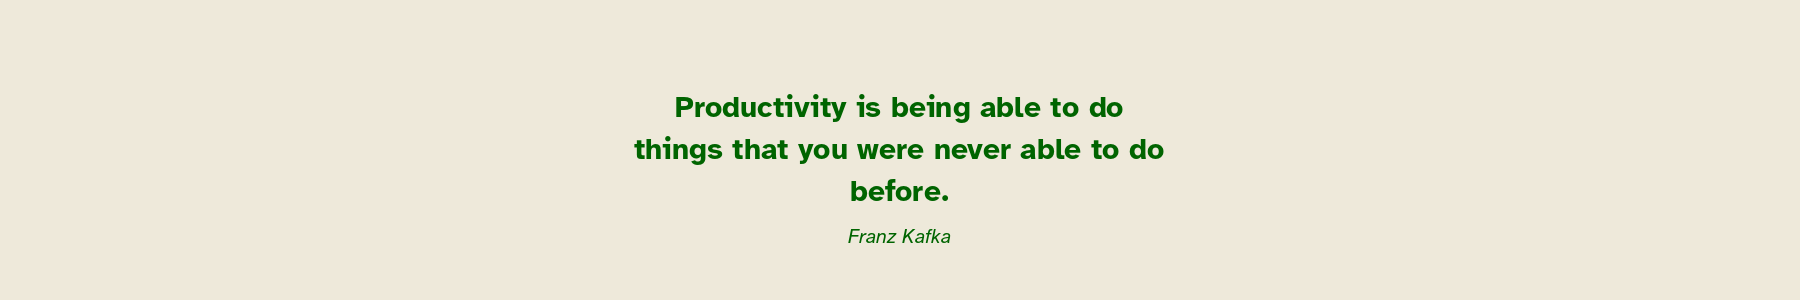 Productivity is being able to do
things that you were never able to do
before.
Franz Kafka